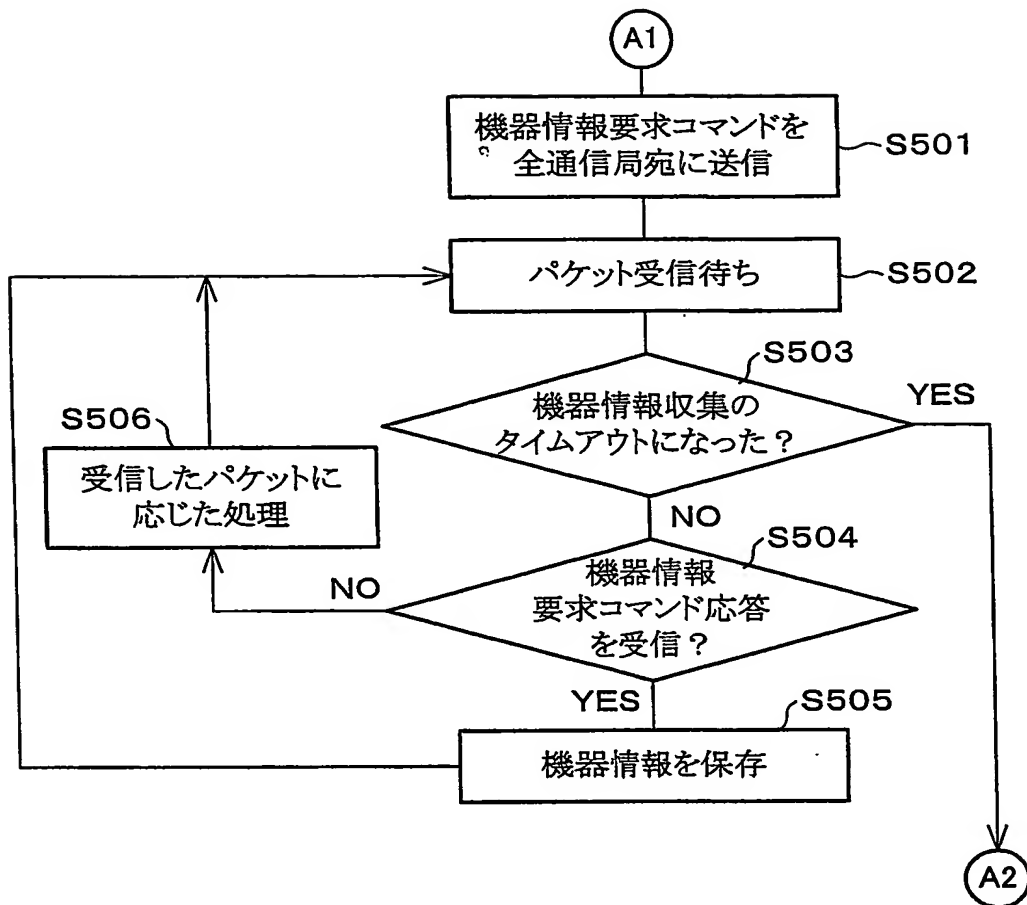 A1
機器情報要求コマンドを
全通信局宛に送信
S501
パケット受信待ち
S502
S503
機器情報収集の
タイムアウトになった？
YES
S506
受信したパケットに
応じた処理
NO
S504
機器情報
要求コマンド応答
を受信？
NO
YES
S505
機器情報を保存
A2